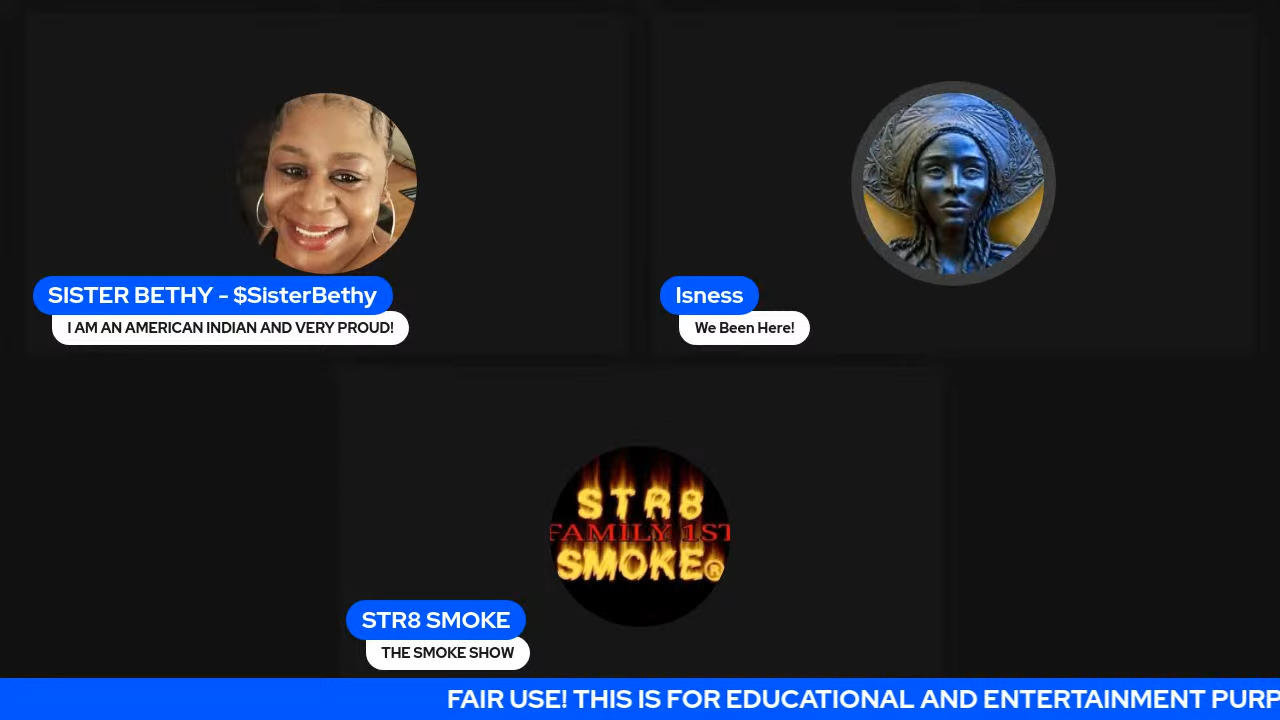 SISTER BETHY - $SisterBethy
I AM AN AMERICAN INDIAN AND VERY PROUD!
Isness
We Been Here!
STR8
FAMILY 1ST
SMOKE®
STR8 SMOKE
THE SMOKE SHOW
FAIR USE! THIS IS FOR EDUCATIONAL AND ENTERTAINMENT PURP